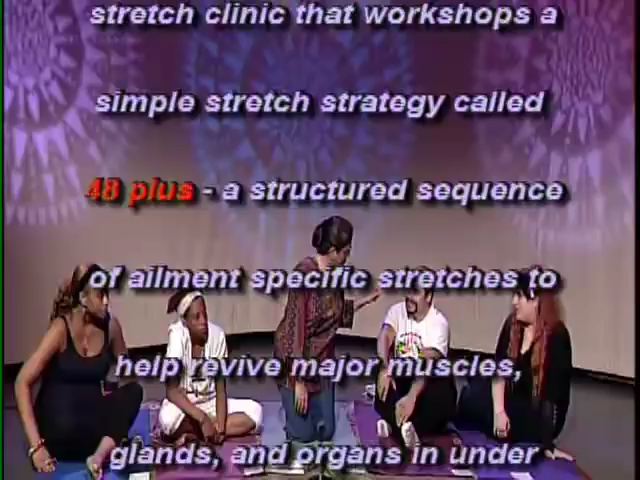 stretch clinic that workshops a
simple stretch strategy called
48 plus - a structured sequence
of ailment specific stretches to
help revive major muscles,
glands, and organs in under